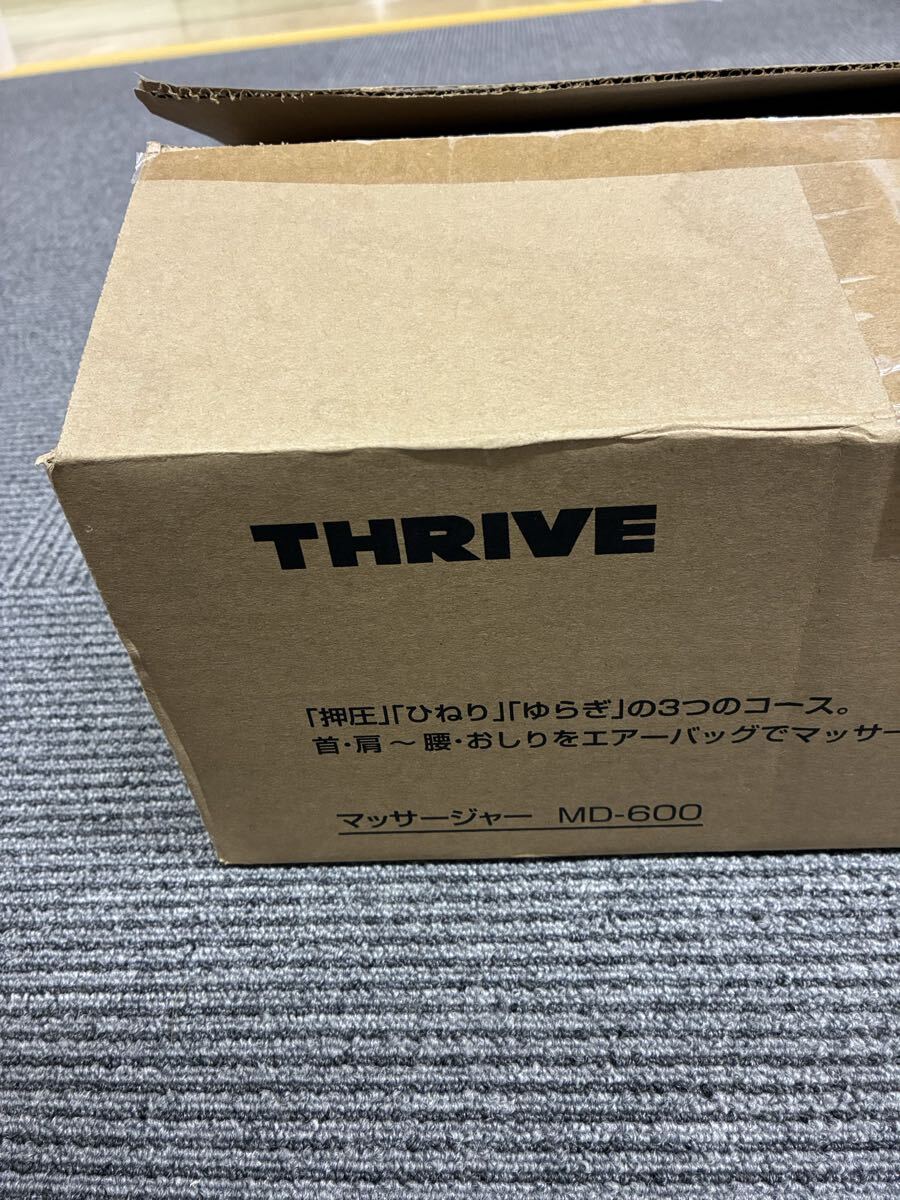 THRIVE
「押圧」「ひねり」「ゆらぎ」の3つのコース。
首・肩～腰・おしりをエアーバッグでマッサー
マッサージャー MD-600